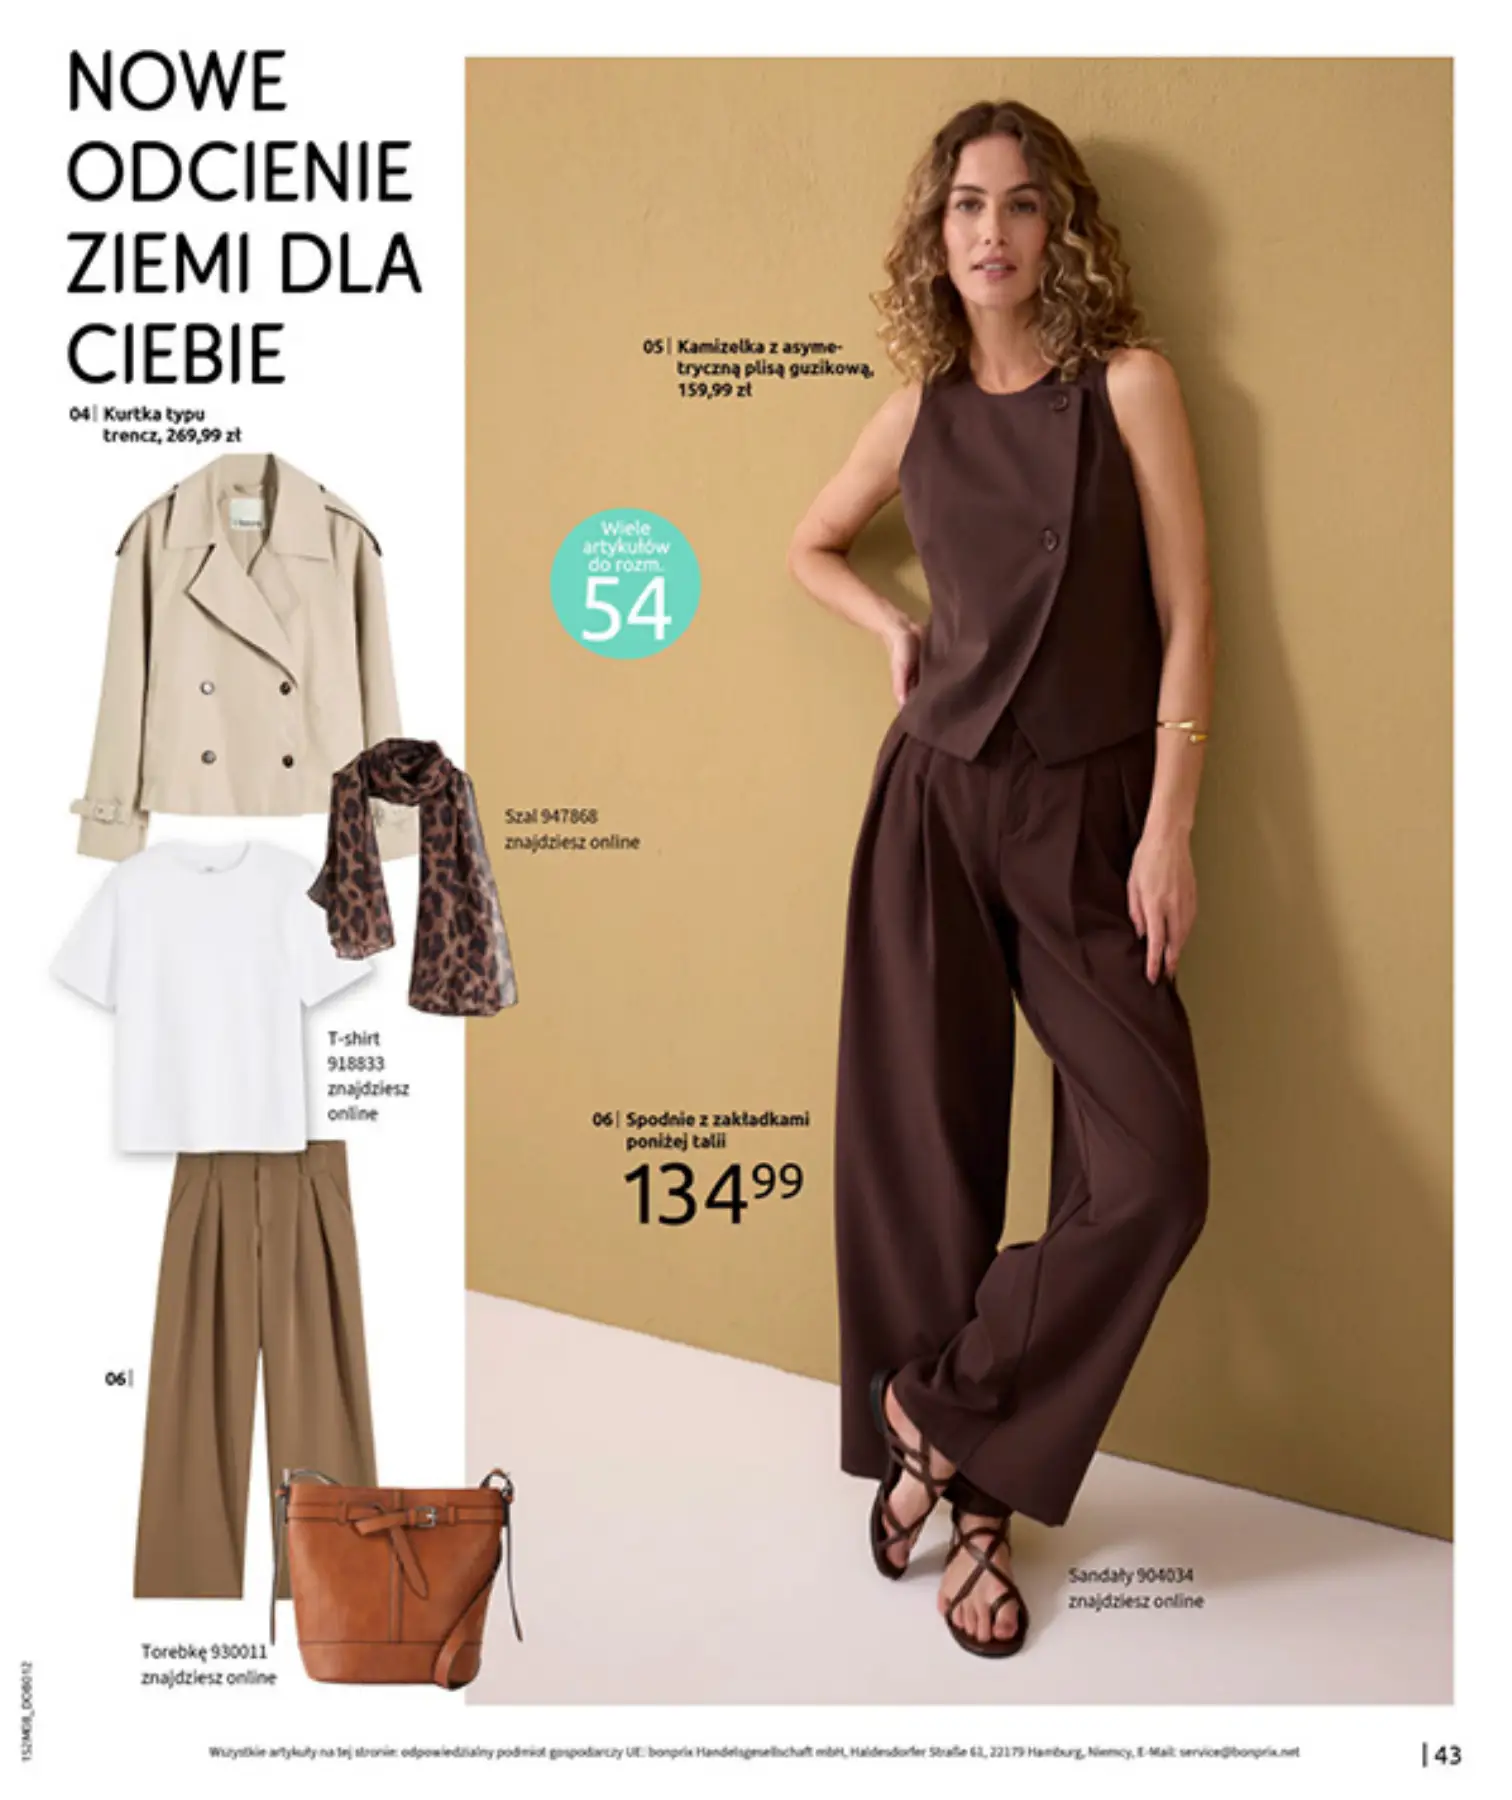 NOWE
ODCIENIE
ZIEMI DLA
CIEBIE
04| Kurtka typu
trencz, 269,99 zł
05| Kamizelka z asyme-
tryczną plisą guzikową,
159,99 zł
Wiele
artykułów
do rozm.
54
Szal 947868
znajdziesz online
T-shirt
918833
znajdziesz
online
06| Spodnie z zakładkami
poniżej talii
134⁹⁹
06|
Sandały 904034
znajdziesz online
Torebkę 930011
znajdziesz online
152M08_DOB012
Wszystkie artykuły na tej stronie: odpowiedzialny podmiot gospodarczy UE: bonprix Handelsgesellschaft mbH, Haldesdorfer Straße 61, 22179 Hamburg, Niemcy, E-Mail: service@bonprix.net
| 43